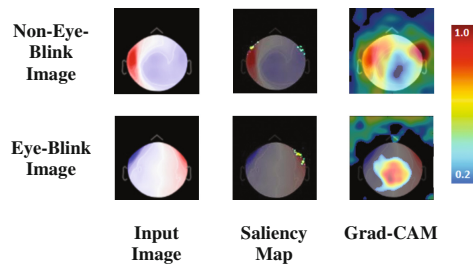 Non-Eye-
Blink
Image
1.0
Eye-Blink
Image
0.2
Input
Image
Saliency
Map
Grad-CAM